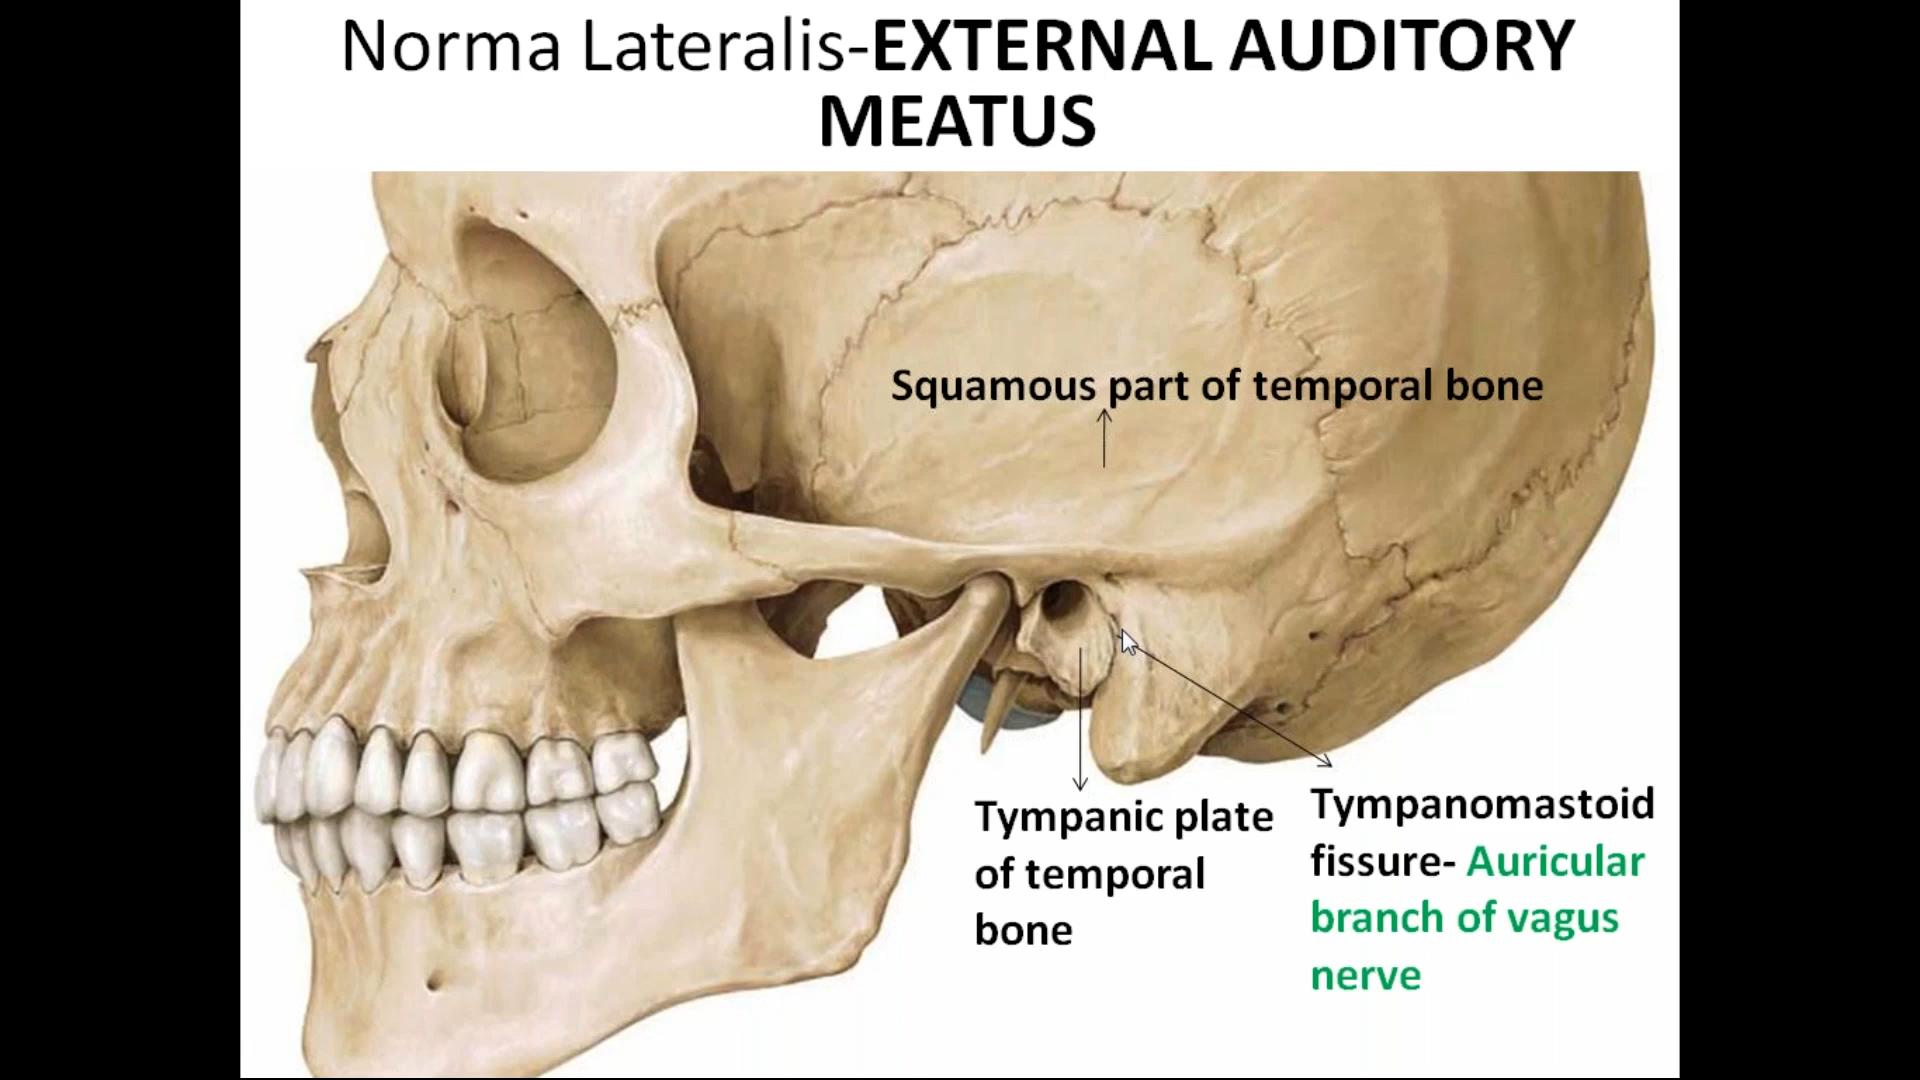 Norma Lateralis-EXTERNAL AUDITORY
MEATUS
Squamous part of temporal bone
Tympanic plate
of temporal
bone
Tympanomastoid
fissure- Auricular
branch of vagus
nerve